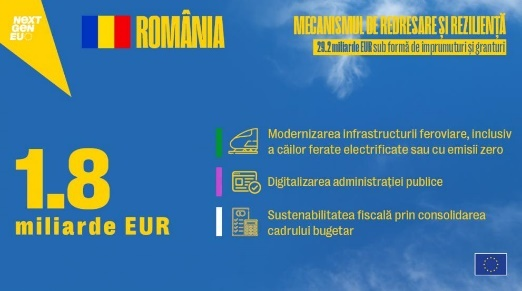 NEXT
GEN
EU
ROMÂNIA
MECANISMUL DE REDRESARE ȘI REZILIENȚĂ
29.2 miliarde EUR sub formă de împrumuturi și granturi
1.8
miliarde EUR
Modernizarea infrastructurii feroviare, inclusiv
a căilor ferate electrificate sau cu emisii zero
Digitalizarea administrației publice
Sustenabilitatea fiscală prin consolidarea
cadrului bugetar